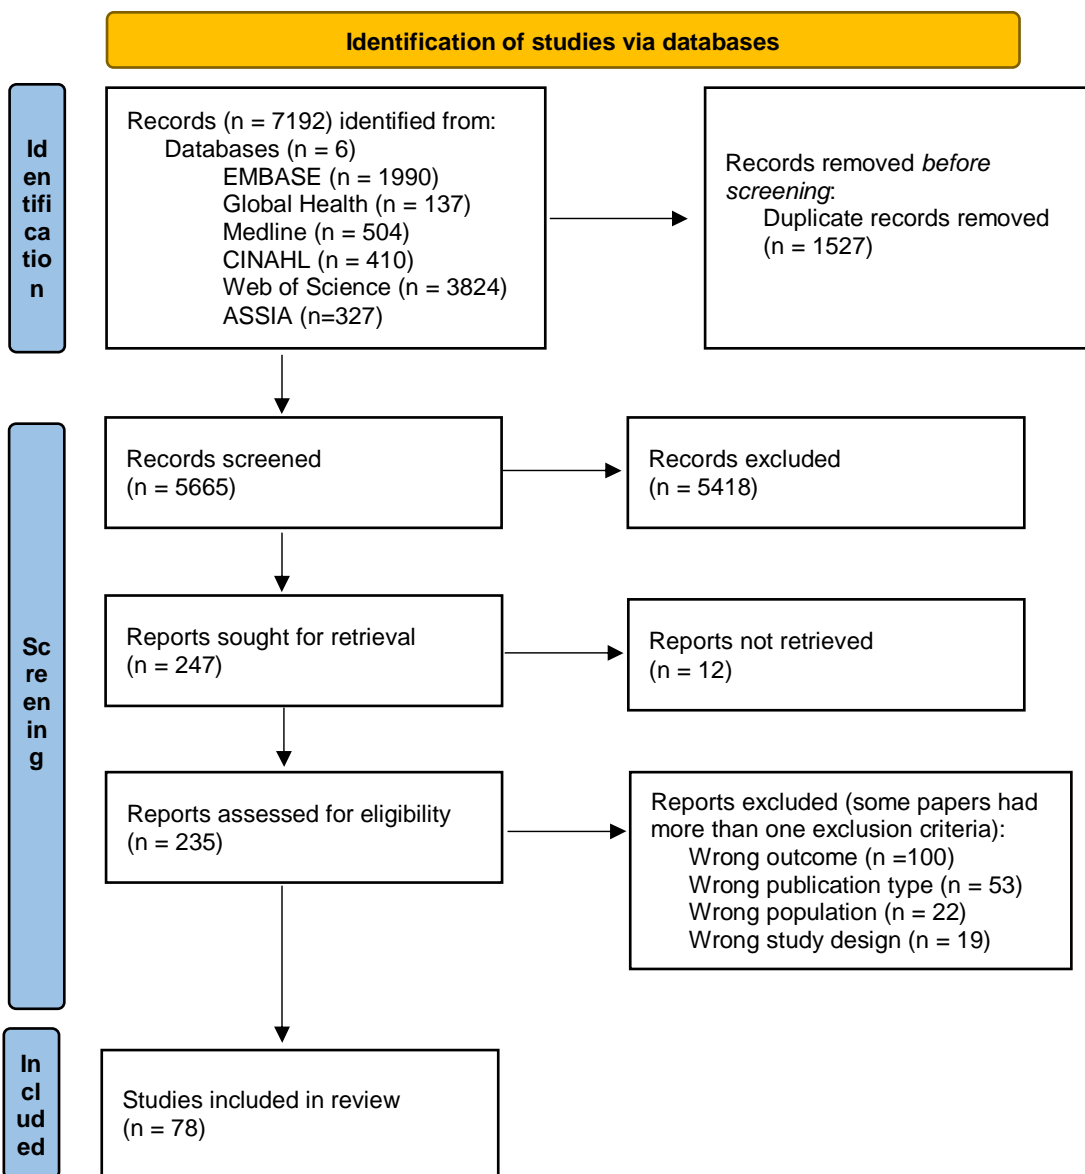 Identification of studies via databases
Id
en
tifi
ca
tio
n
Records (n = 7192) identified from:
Databases (n = 6)
EMBASE (n = 1990)
Global Health (n = 137)
Medline (n = 504)
CINAHL (n = 410)
Web of Science (n = 3824)
ASSIA (n=327)
Records removed before
screening:
Duplicate records removed
(n = 1527)
Sc
re
en
in
g
Records screened
(n = 5665)
Records excluded
(n = 5418)
Reports sought for retrieval
(n = 247)
Reports not retrieved
(n = 12)
Reports assessed for eligibility
(n = 235)
Reports excluded (some papers had
more than one exclusion criteria):
Wrong outcome (n =100)
Wrong publication type (n = 53)
Wrong population (n = 22)
Wrong study design (n = 19)
In
cl
ud
ed
Studies included in review
(n = 78)